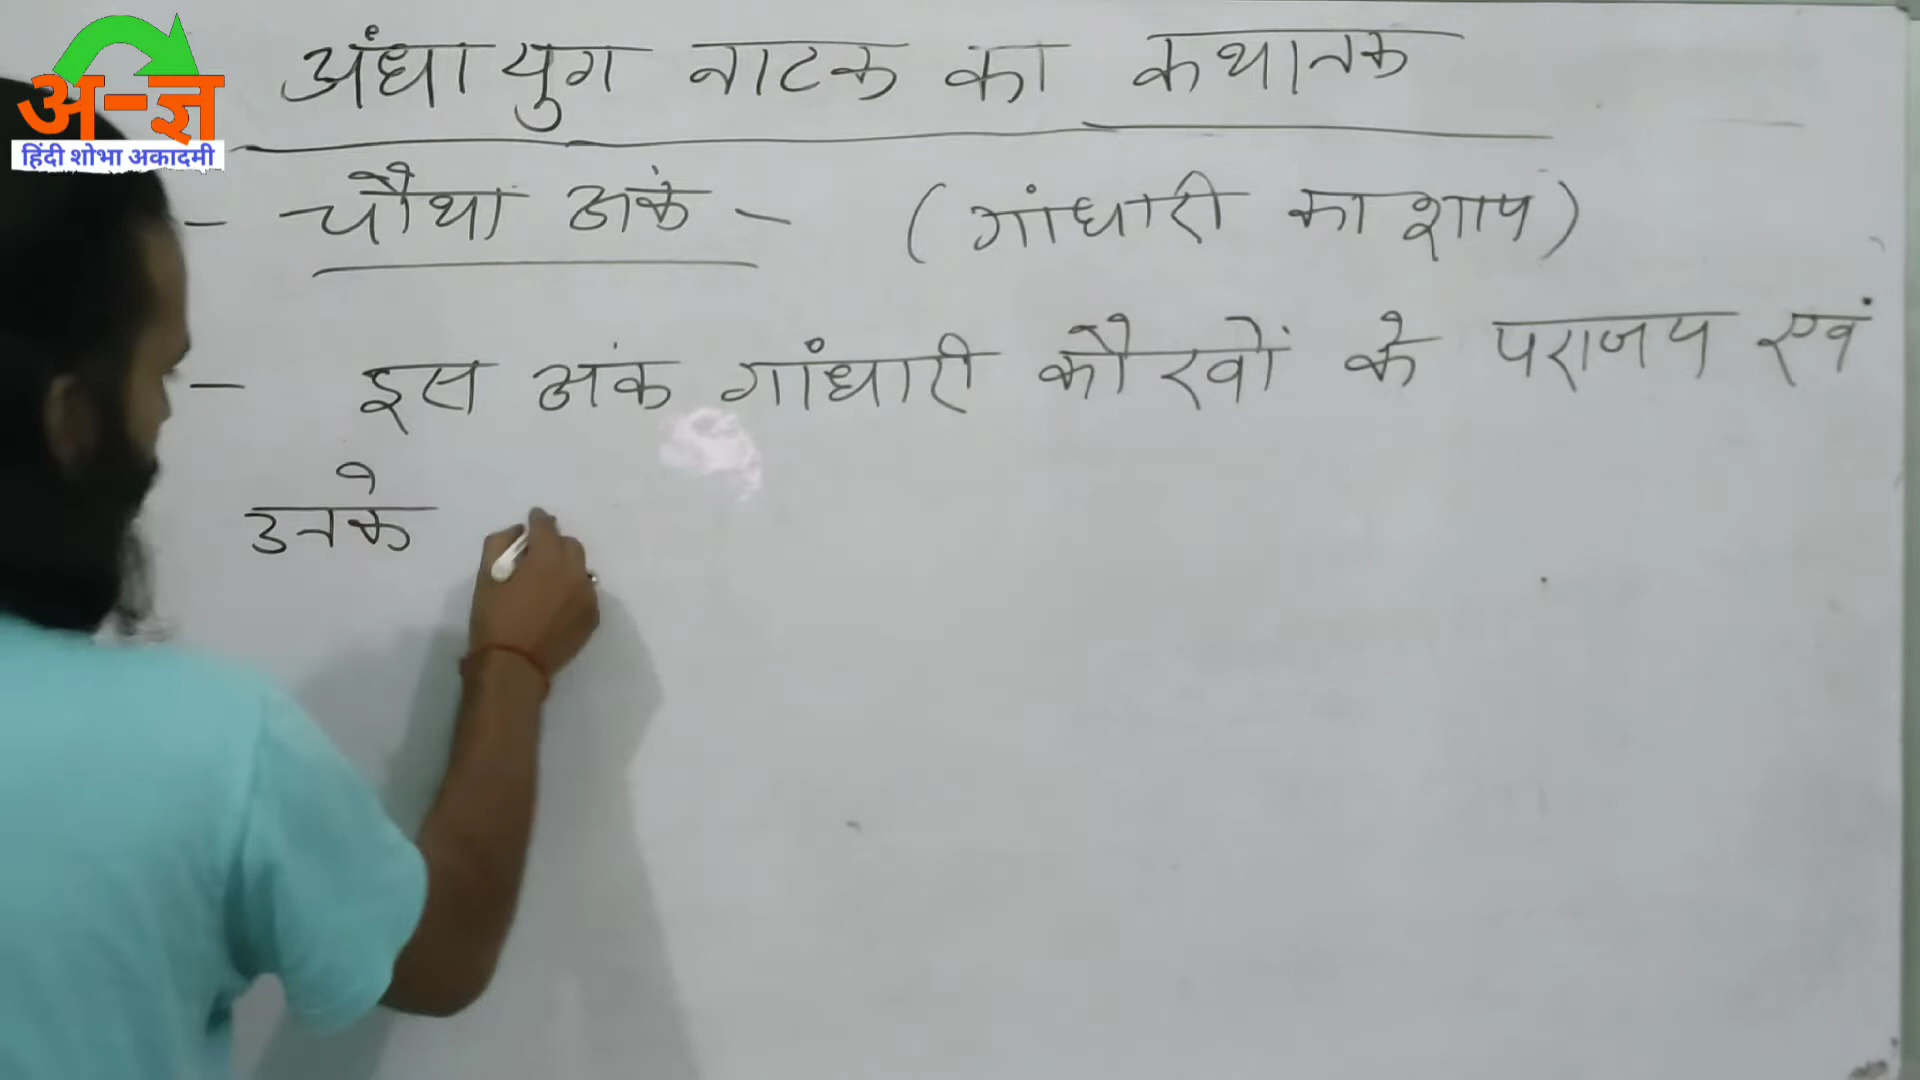 अ-ज्ञ
हिंदी शोभा अकादमी
अंधा युग नाटक का कथानक
- चौथा अंक - (गांधारी का शाप)
- इस अंक गांधारी कौरवों के पराजय एवं
उनके